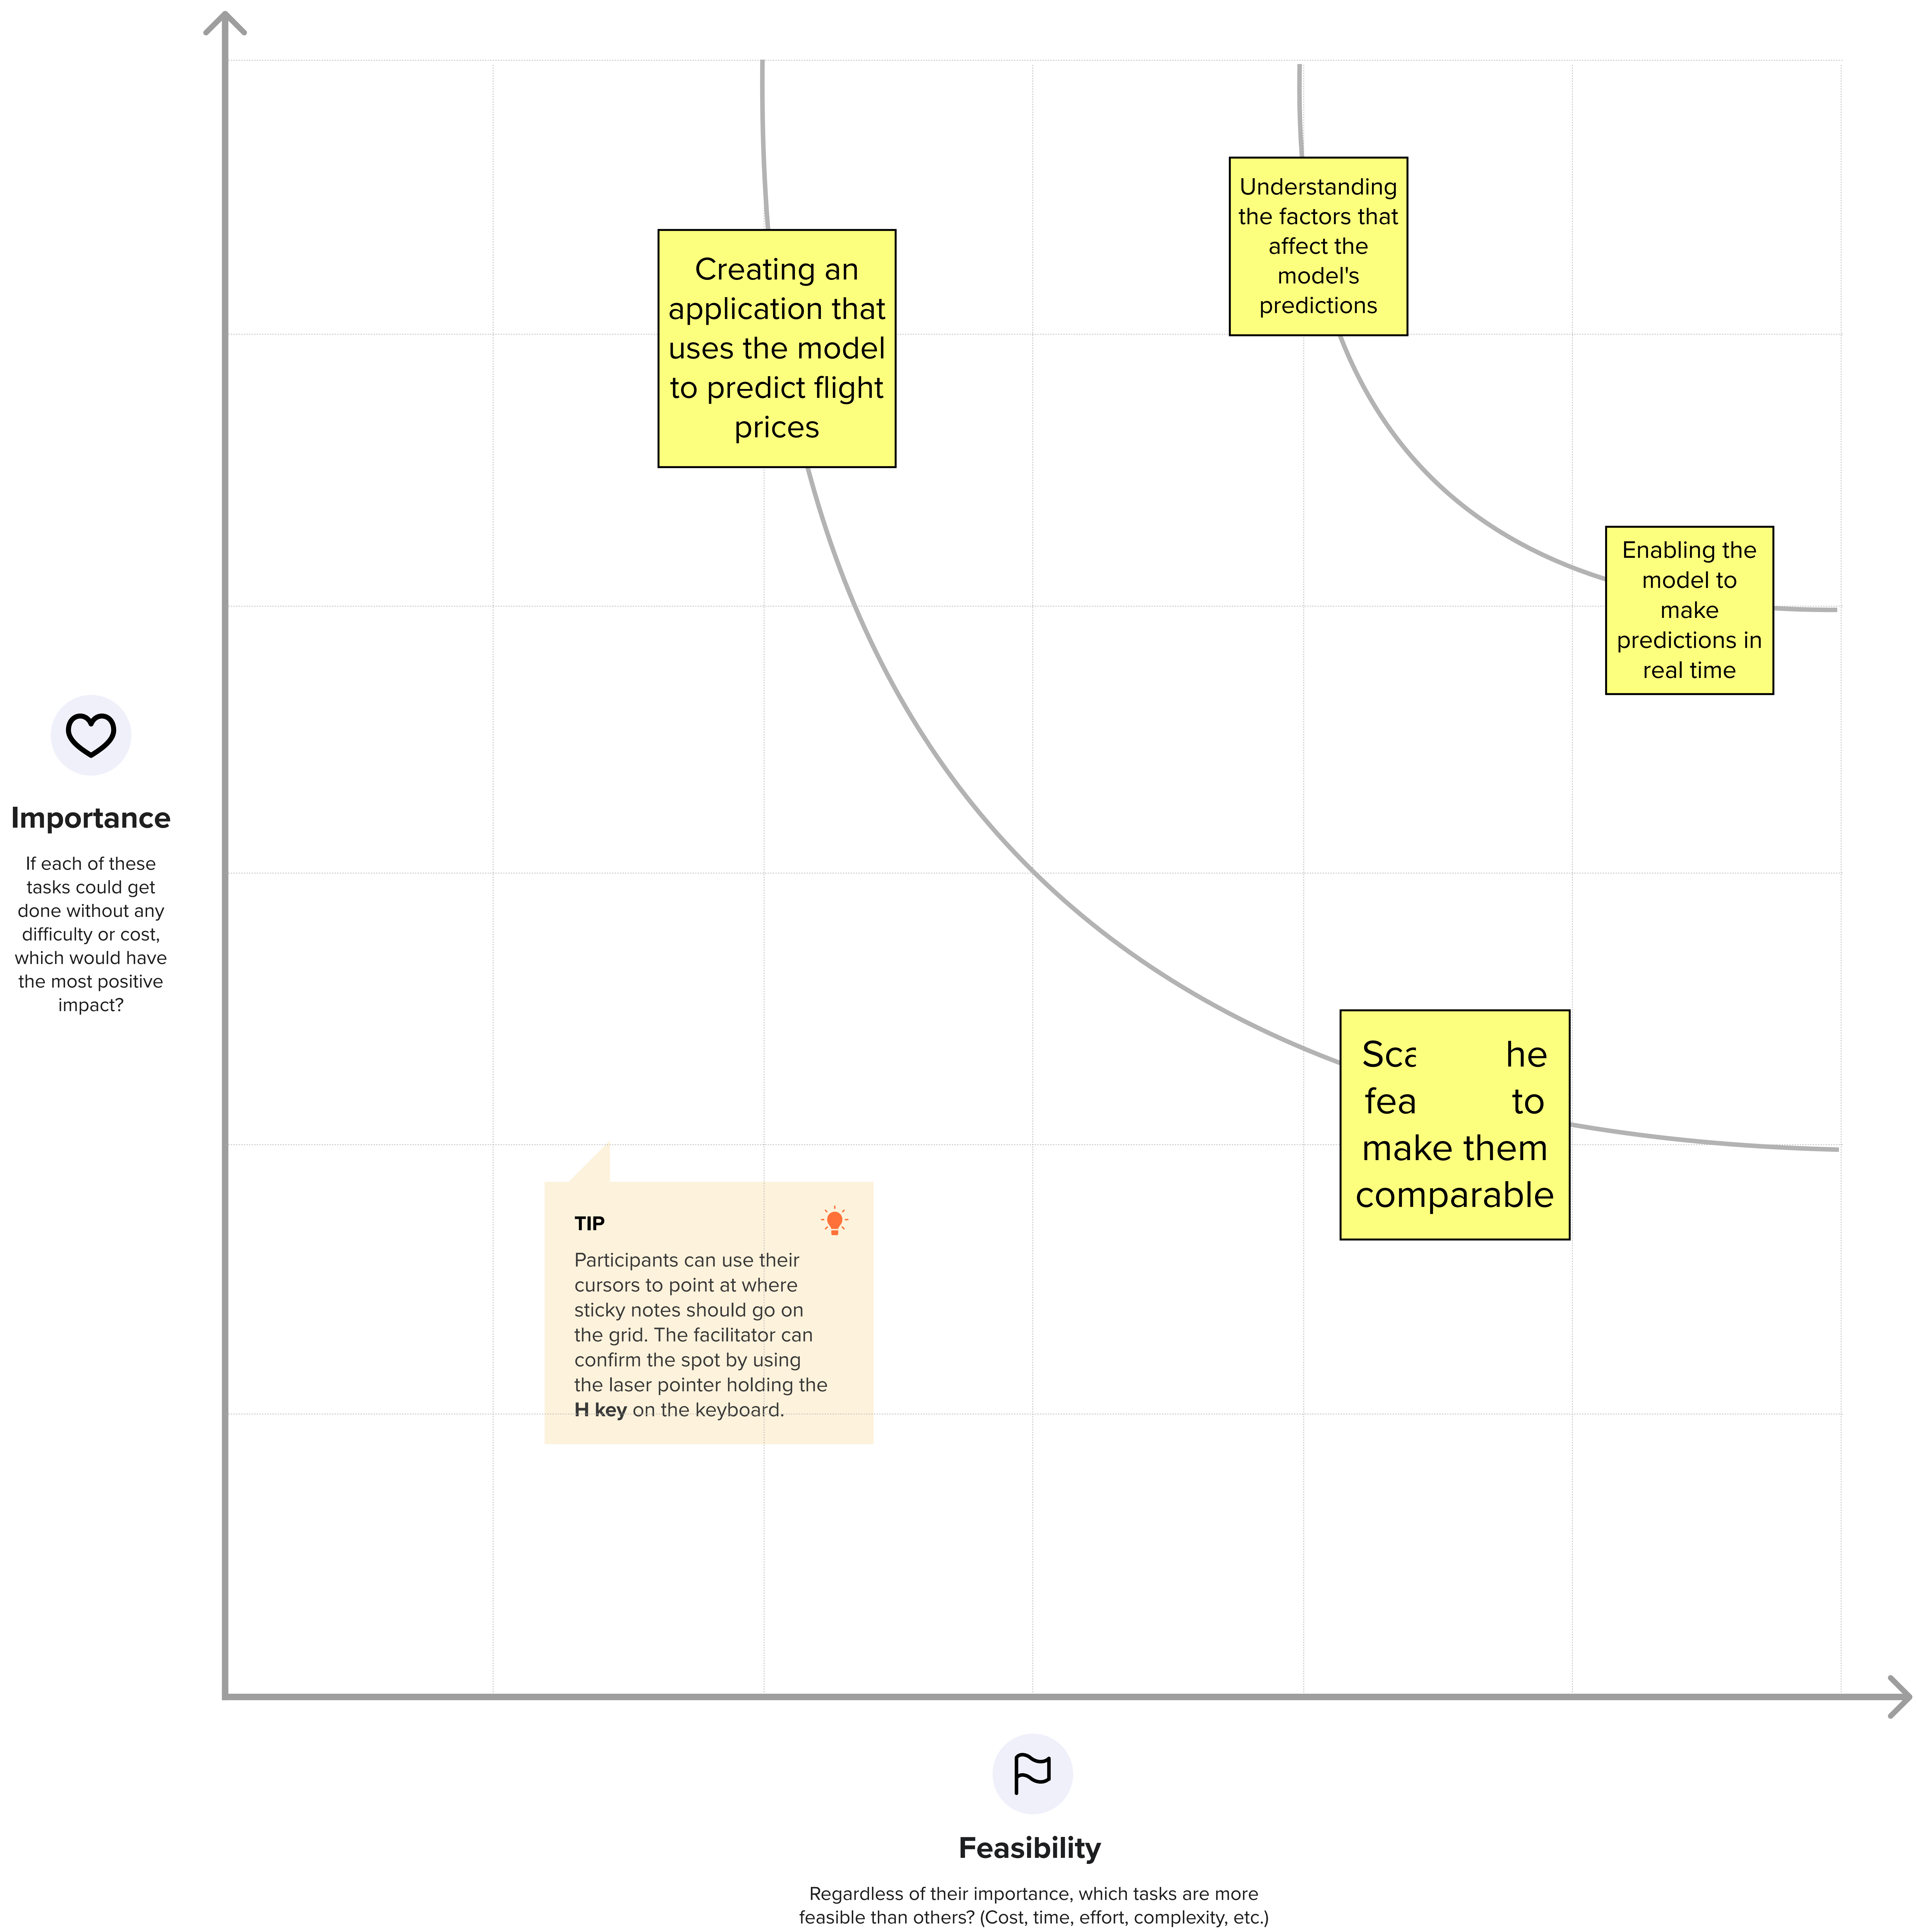 Understanding
the factors that
affect the
model's
predictions
Creating an
application that
uses the model
to predict flight
prices
Enabling the
model to
make
predictions in
real time
Importance
If each of these
tasks could get
done without any
difficulty or cost,
which would have
the most positive
impact?
to
make them
comparable
TIP
Participants can use their
cursors to point at where
sticky notes should go on
the grid. The facilitator can
confirm the spot by using
the laser pointer holding the
H key on the keyboard.
Feasibility
Regardless of their importance, which tasks are more
feasible than others? (Cost, time, effort, complexity, etc.)